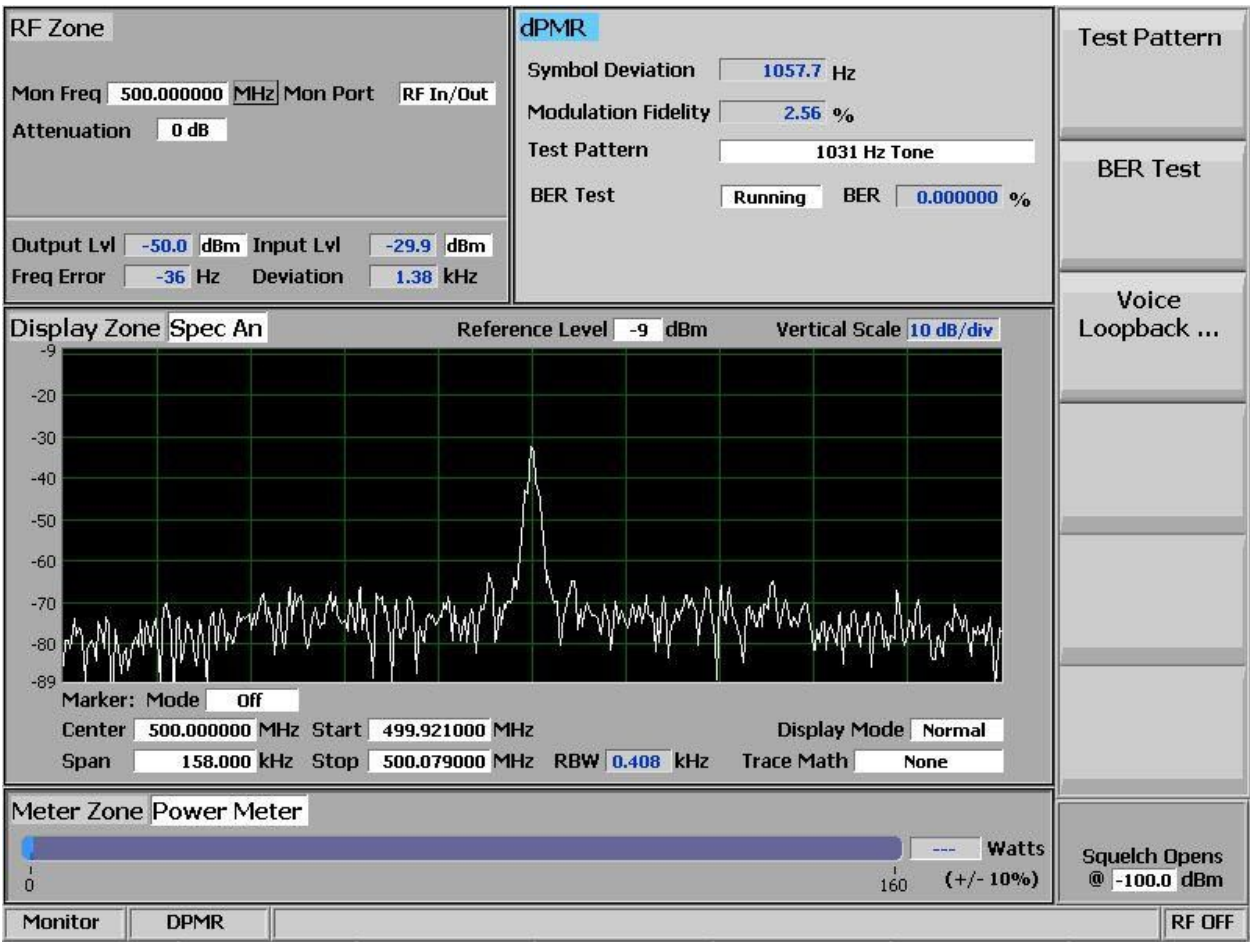 RF Zone
Mon Freq 500.000000 MHz Mon Port RF In/Out
Attenuation 0 dB
Output Lvl -50.0 dBm Input Lvl -29.9 dBm
Freq Error -36 Hz Deviation 1.38 kHz
dPMR
Symbol Deviation 1057.7 Hz
Modulation Fidelity 2.56 %
Test Pattern 1031 Hz Tone
BER Test Running BER 0.000000 %
Display Zone Spec An Reference Level -9 dBm Vertical Scale 10 dB/div
-9
-20
-30
-40
-50
-60
-70
-80
-89
Marker: Mode Off
Center 500.000000 MHz Start 499.921000 MHz Display Mode Normal
Span 158.000 kHz Stop 500.079000 MHz RBW 0.408 kHz Trace Math None
Meter Zone Power Meter
--- Watts
0 160 (+/- 10%)
Test Pattern
BER Test
Voice
Loopback ...
Squelch Opens
@ -100.0 dBm
Monitor DPMR RF OFF